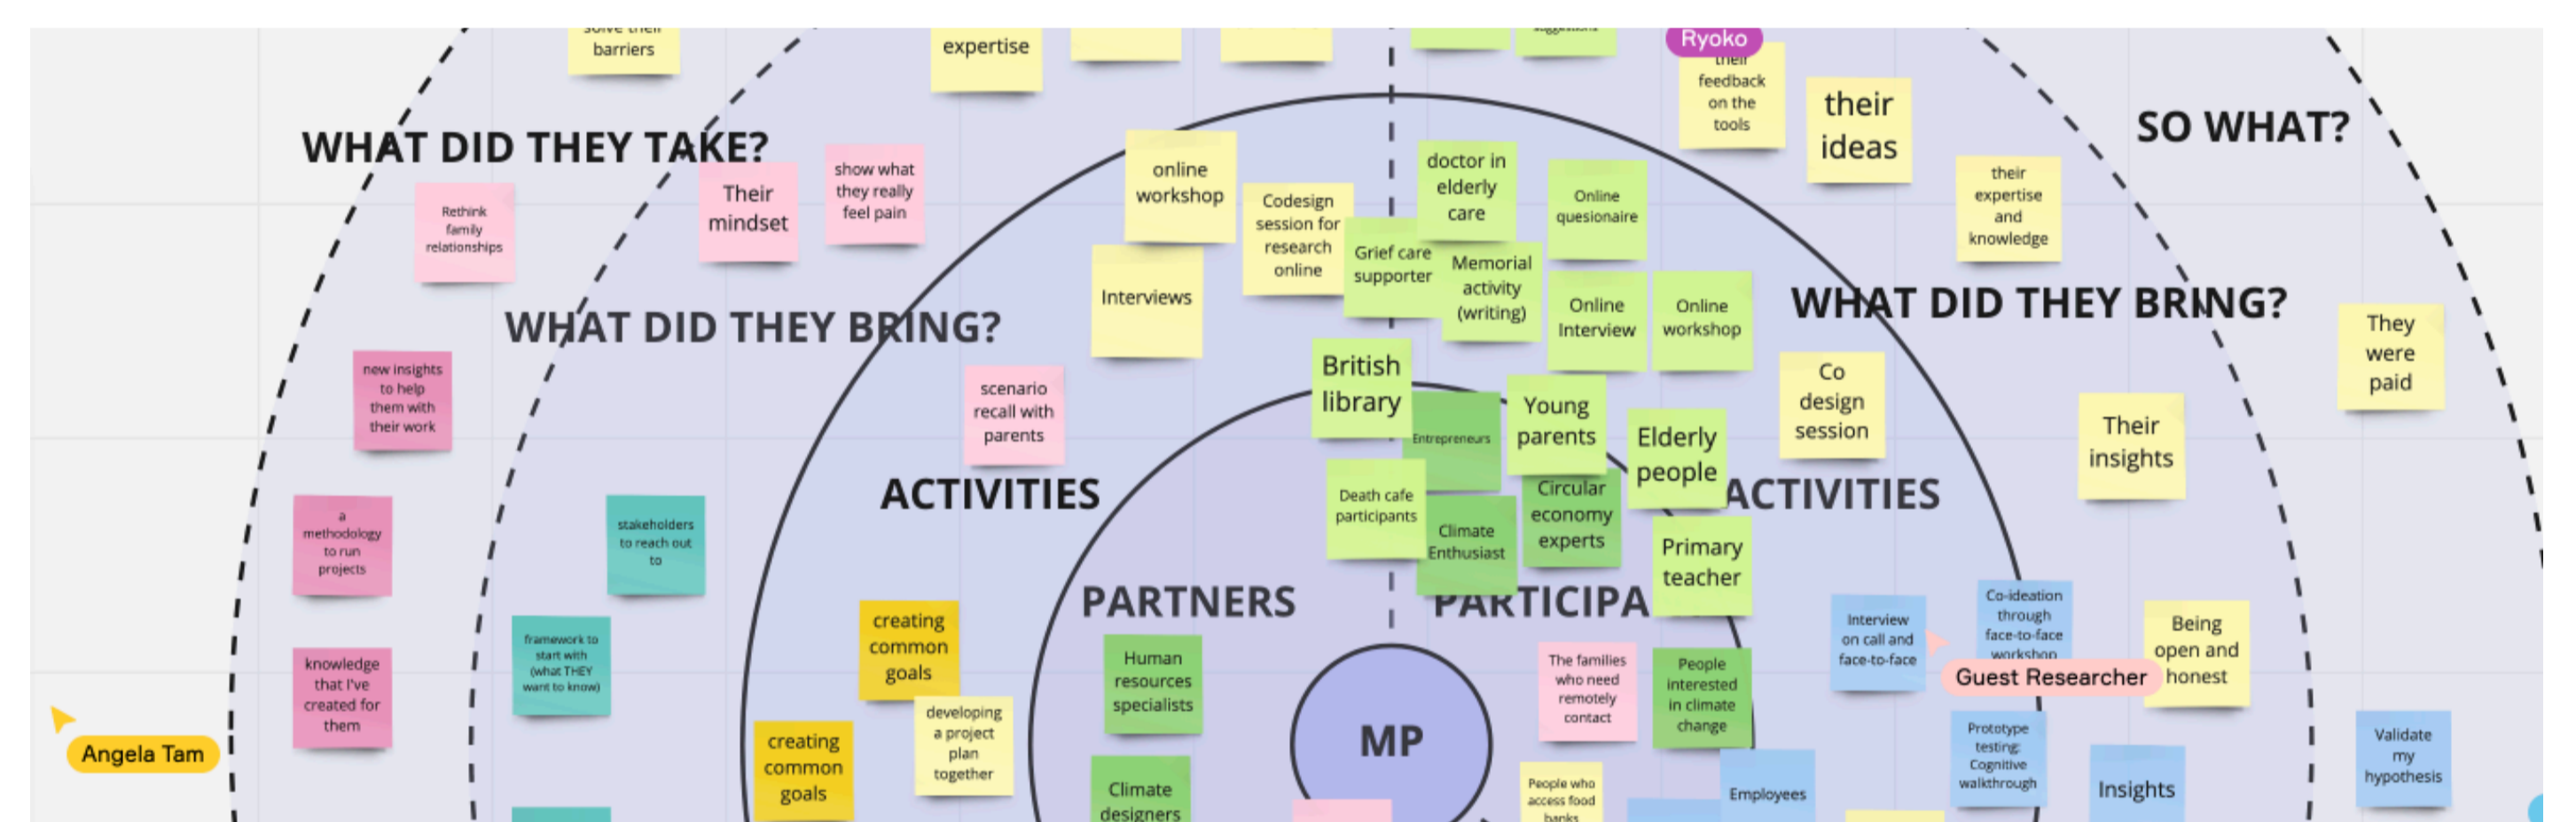 solve their
barriers
expertise
suggestions
Ryoko
their
feedback
on the
tools
their
ideas
SO WHAT?
WHAT DID THEY TAKE?
Rethink
family
relationships
Their
mindset
show what
they really
feel pain
online
workshop
Codesign
session for
research
online
doctor in
elderly
care
Online
quesionaire
their
expertise
and
knowledge
Interviews
Grief care
supporter
Memorial
activity
(writing)
Online
Interview
Online
workshop
WHAT DID THEY BRING?
WHAT DID THEY BRING?
They
were
paid
new insights
to help
them with
their work
scenario
recall with
parents
British
library
Entrepreneurs
Young
parents
Elderly
people
Co
design
session
Their
insights
ACTIVITIES
ACTIVITIES
a
methodology
to run
projects
stakeholders
to reach out
to
Death cafe
participants
Climate
Enthusiast
Circular
economy
experts
Primary
teacher
PARTNERS
PARTICIPA
creating
common
goals
framework to
start with
(what THEY
want to know)
Human
resources
specialists
The families
who need
remotely
contact
People
interested
in climate
change
Interview
on call and
face-to-face
Co-ideation
through
face-to-face
workshop
Guest Researcher
Being
open and
honest
knowledge
that I've
created for
them
Angela Tam
creating
common
goals
developing
a project
plan
together
MP
Climate
designers
People who
access food
banks
Employees
Prototype
testing:
Cognitive
walkthrough
Insights
Validate
my
hypothesis